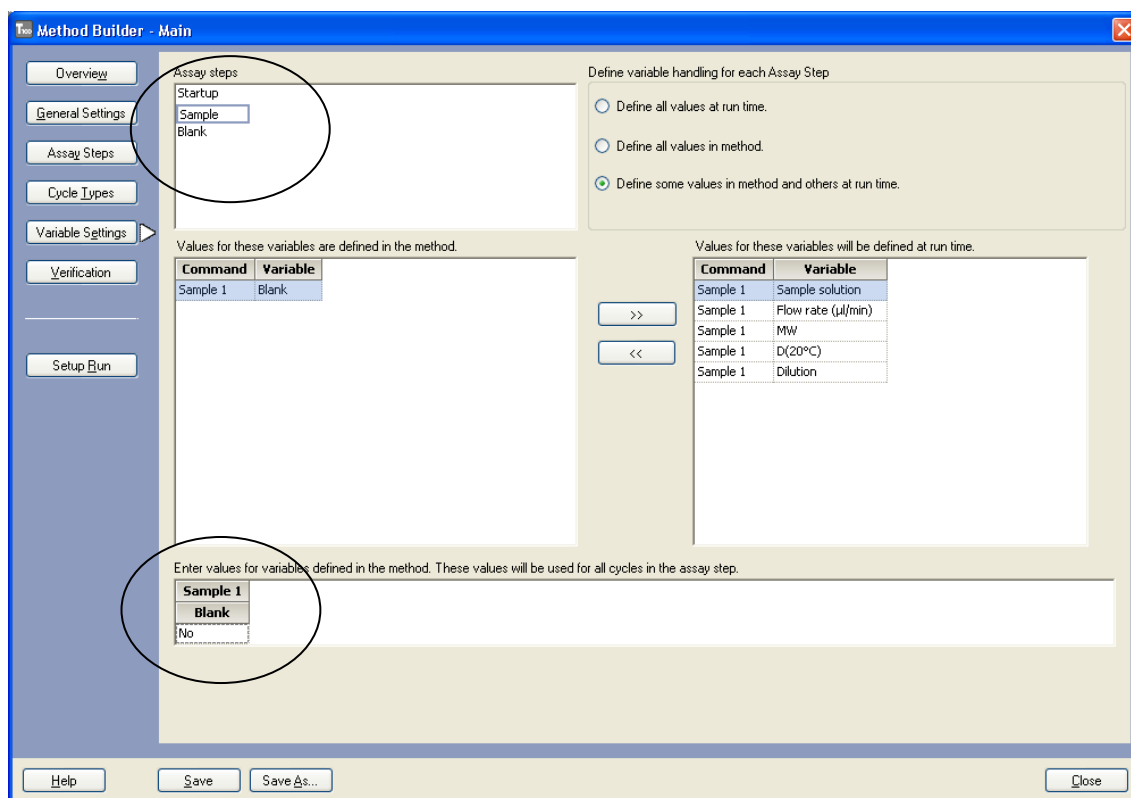 T100 Method Builder - Main
Overview
General Settings
Assay Steps
Cycle Types
Variable Settings
Verification
Setup Run
Assay steps
Startup
Sample
Blank
Define variable handling for each Assay Step
Define all values at run time.
Define all values in method.
Define some values in method and others at run time.
Values for these variables are defined in the method.
Command Variable
Sample 1 Blank
>>
<<
Values for these variables will be defined at run time.
Command Variable
Sample 1 Sample solution
Sample 1 Flow rate (µl/min)
Sample 1 MW
Sample 1 D(20°C)
Sample 1 Dilution
Enter values for variables defined in the method. These values will be used for all cycles in the assay step.
Sample 1
Blank
No
Help
Save
Save As...
Close